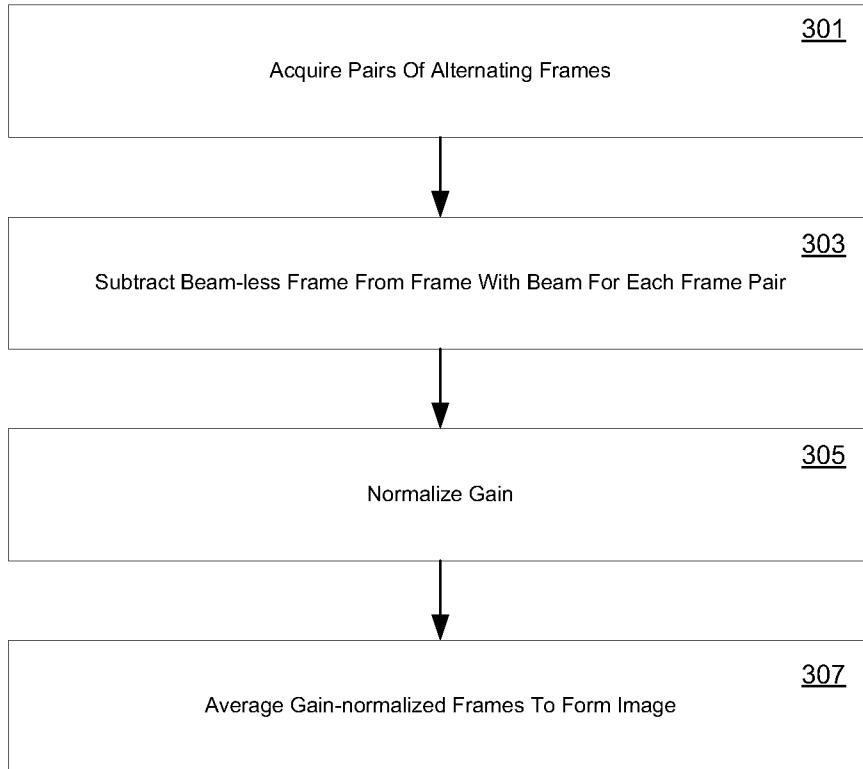 301
Acquire Pairs Of Alternating Frames
303
Subtract Beam-less Frame From Frame With Beam For Each Frame Pair
305
Normalize Gain
307
Average Gain-normalized Frames To Form Image